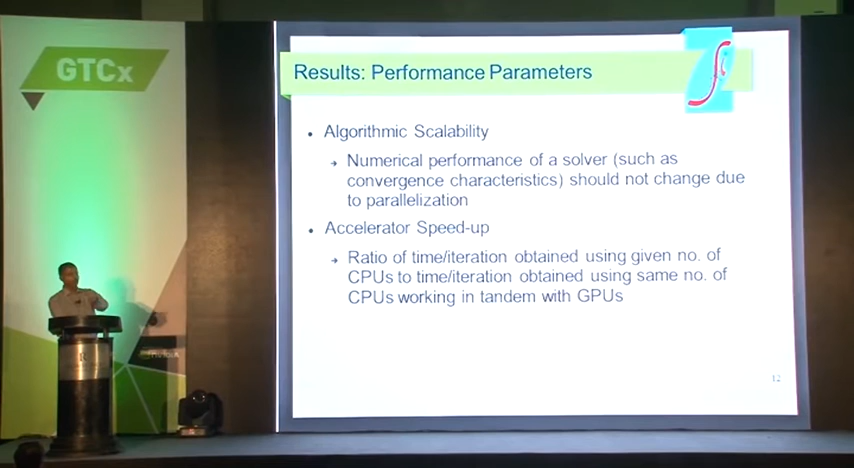 GTCx
Results: Performance Parameters
• Algorithmic Scalability
Numerical performance of a solver (such as
convergence characteristics) should not change due
to parallelization
• Accelerator Speed-up
Ratio of time/iteration obtained using given no. of
CPUs to time/iteration obtained using same no. of
CPUs working in tandem with GPUs
12